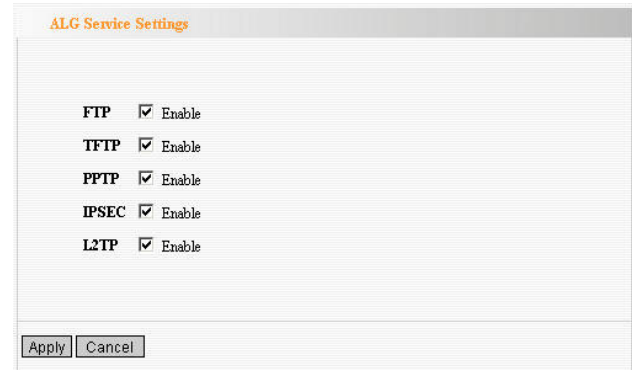 ALG Service Settings
FTP Enable
TFTP Enable
PPTP Enable
IPSEC Enable
L2TP Enable
Apply Cancel